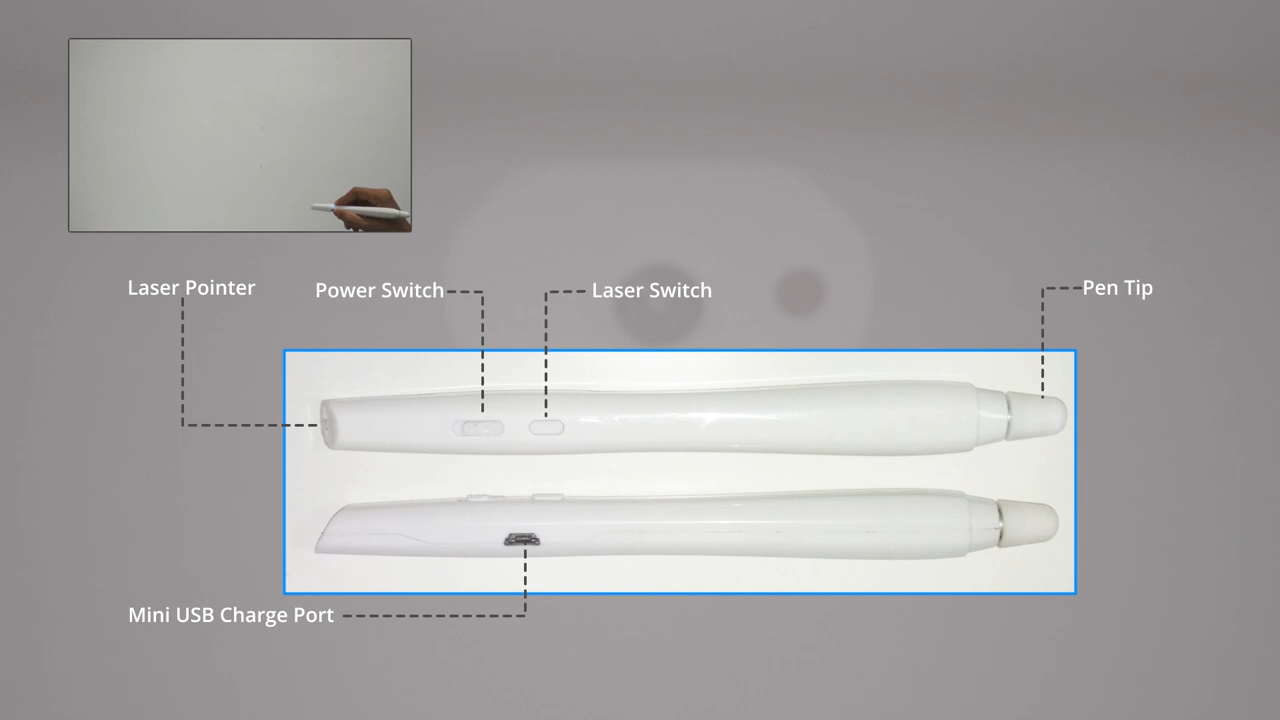 Laser Pointer
Power Switch
Laser Switch
Pen Tip
Mini USB Charge Port